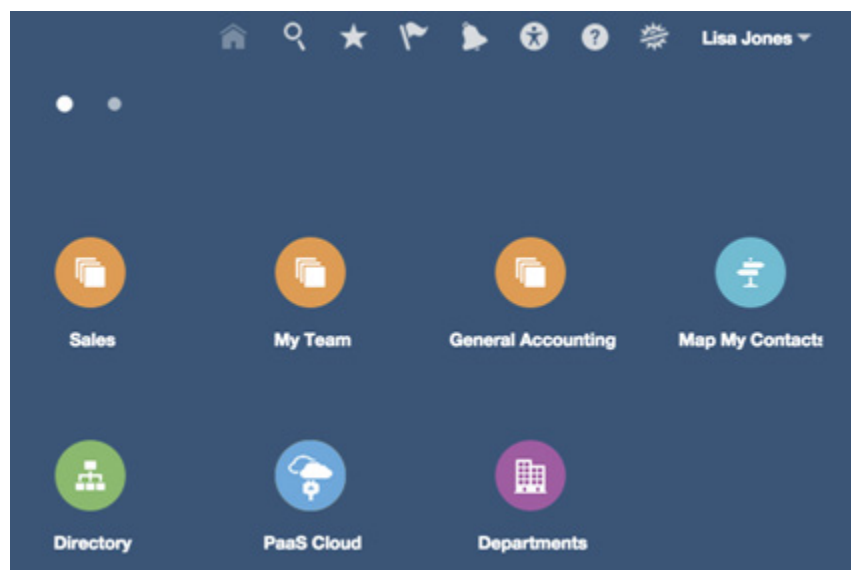 Lisa Jones
Sales
My Team
General Accounting
Map My Contacts
Directory
PaaS Cloud
Departments